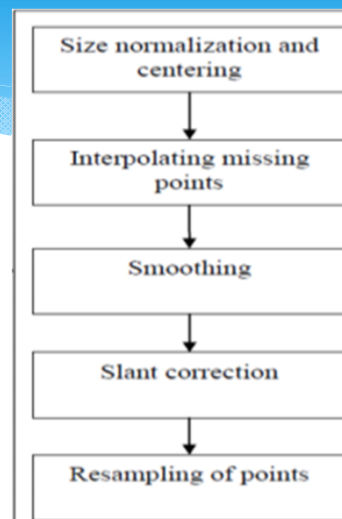 Size normalization and
centering
Interpolating missing
points
Smoothing
Slant correction
Resampling of points